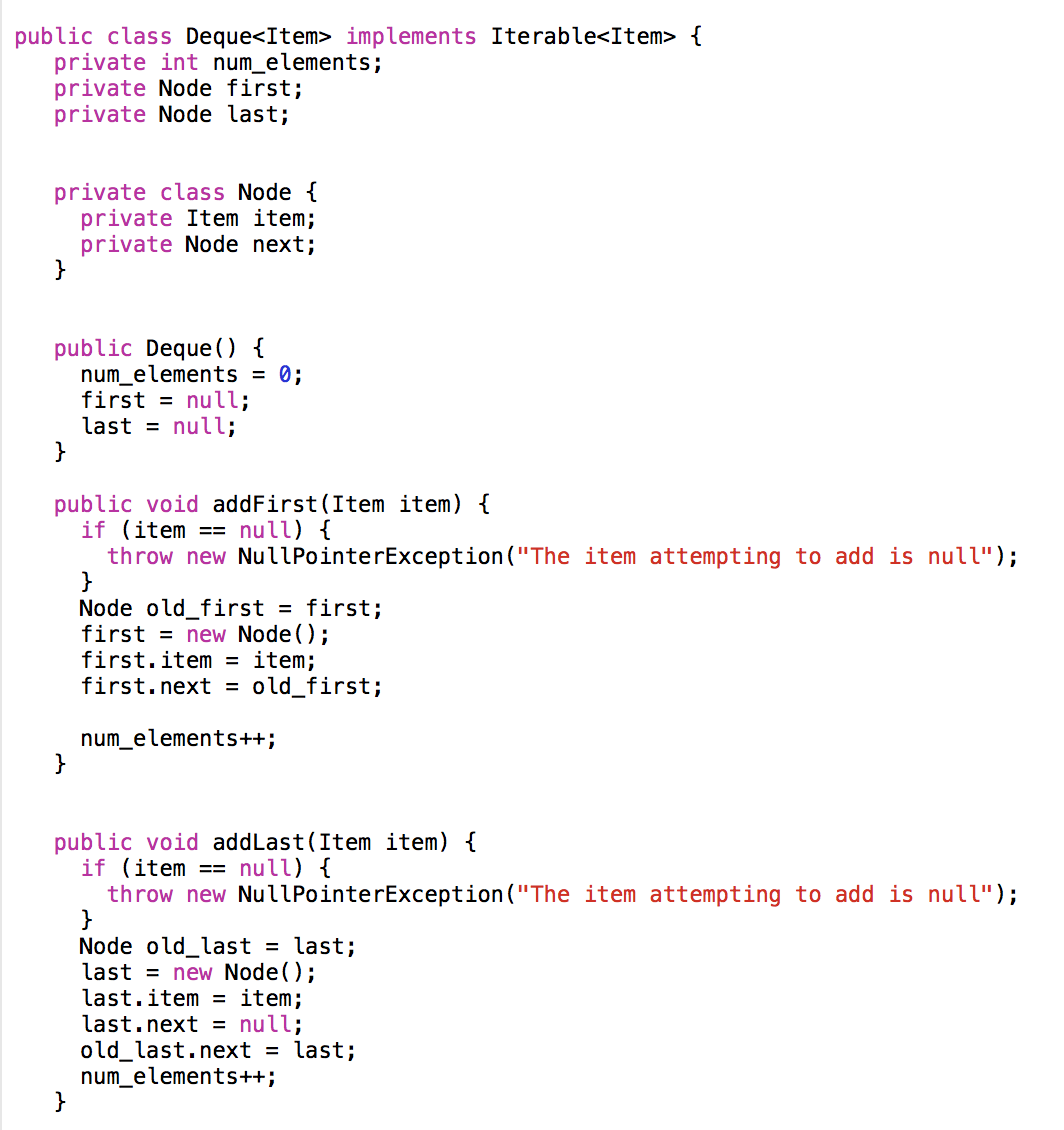 public class Deque<Item> implements Iterable<Item> {
private int num_elements;
private Node first;
private Node last;
private class Node {
private Item item;
private Node next;
}
public Deque() {
num_elements = 0;
first = null;
last = null;
}
public void addFirst(Item item) {
if (item == null) {
throw new NullPointerException("The item attempting to add is null");
}
Node old_first = first;
first = new Node();
first.item = item;
first.next = old_first;
num_elements++;
}
public void addLast(Item item) {
if (item == null) {
throw new NullPointerException("The item attempting to add is null");
}
Node old_last = last;
last = new Node();
last.item = item;
last.next = null;
old_last.next = last;
num_elements++;
}